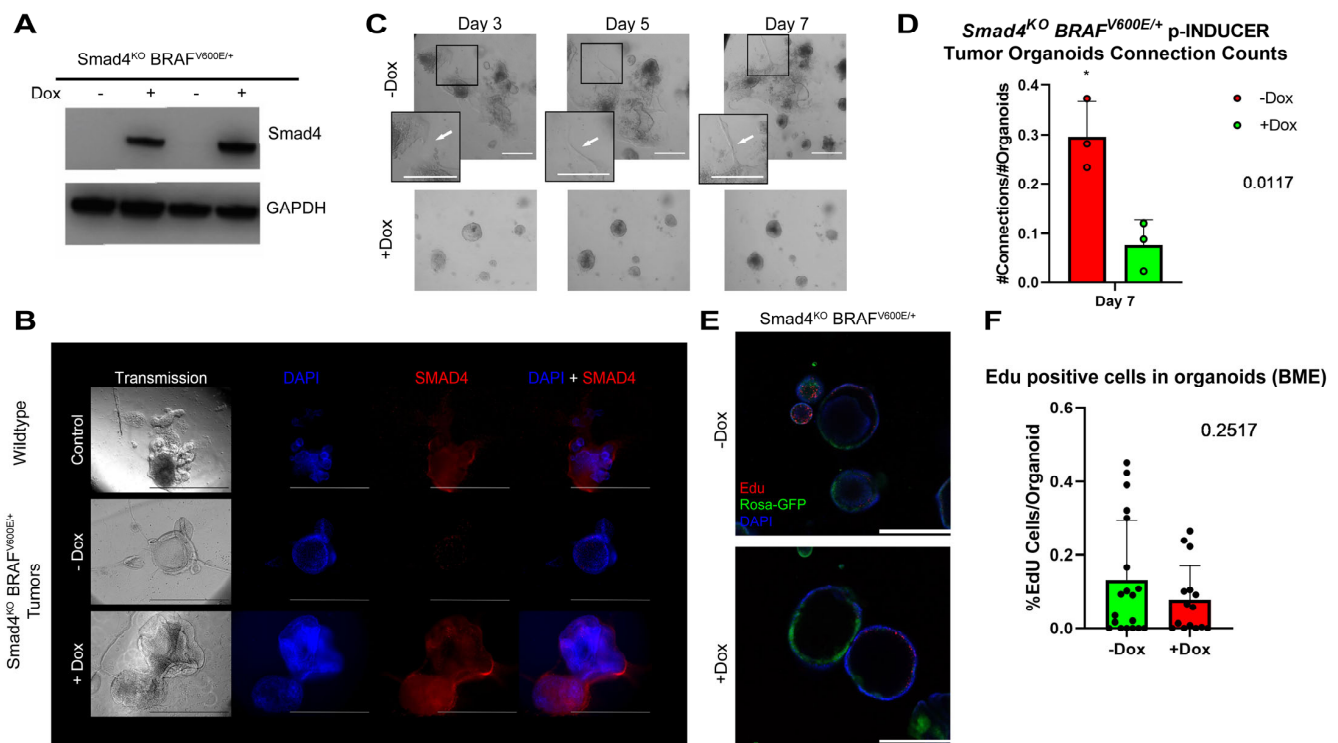 A
Smad4KO BRAFV600E/+
Dox - + - +
Smad4
GAPDH
B
Transmission DAPI SMAD4 DAPI + SMAD4
Wildtype
Control
Smad4KO BRAFV600E/+
Tumors
- Dox
+ Dox
C
Day 3 Day 5 Day 7
-Dox
+Dox
D
Smad4KO BRAFV600E/+ p-INDUCER
Tumor Organoids Connection Counts
#Connections/#Organoids
0.4
0.3
0.2
0.1
0.0
*
Day 7
-Dox
+Dox
0.0117
E
Smad4KO BRAFV600E/+
-Dox
Edu
Rosa-GFP
DAPI
+Dox
F
Edu positive cells in organoids (BME)
%EdU Cells/Organoid
0.6
0.4
0.2
0.0
0.2517
-Dox +Dox